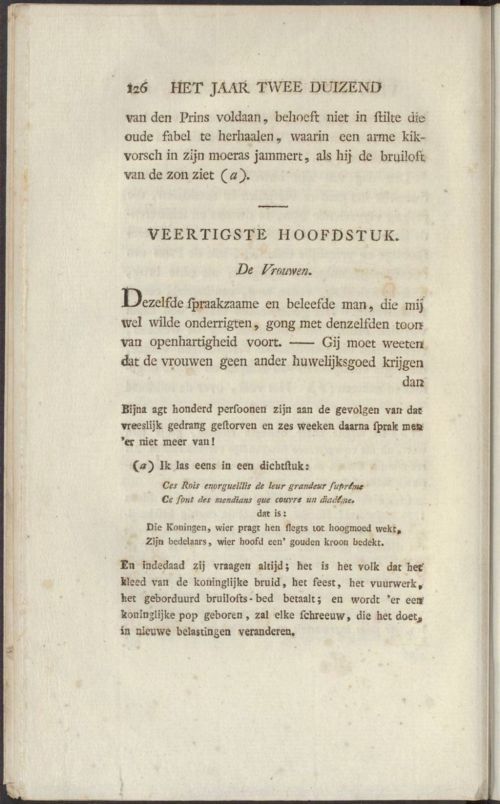 126 HET JAAR TWEE DUIZEND
van den Prins voldaan, behoeft niet in ſtilte die
oude fabel te herhaalen, waarin een arme kik-
vorsch in zijn moeras jammert, als hij de bruiloft
van de zon ziet (a).
VEERTIGSTE HOOFDSTUK.
De Vrouwen.
Dezelfde ſpraakzaame en beleefde man, die mij
wel wilde onderrigten, gong met denzelfden toon
van openhartigheid voort. —— Gij moet weeten
dat de vrouwen geen ander huwelijksgoed krijgen
dan
Bijna agt honderd perſoonen zijn aan de gevolgen van dat
vreeslijk gedrang geſtorven en zes weeken daarna ſprak men
'er niet meer van!
(a) Ik las eens in een dichtſtuk:
Ces Rois enorgueillis de leur grandeur ſuprême
Ce ſont des mendians que couvre un diadême.
dat is:
Die Koningen, wier pragt hen ſlegts tot hoogmoed wekt,
Zijn bedelaars, wier hoofd een' gouden kroon bedekt.
En indedaad zij vraagen altijd; het is het volk dat het
kleed van de koninglijke bruid, het feest, het vuurwerk,
het geborduurd bruilofts-bed betaalt; en wordt 'er een
koninglijke pop geboren, zal elke ſchreeuw, die het doet,
in nieuwe belastingen veranderen.